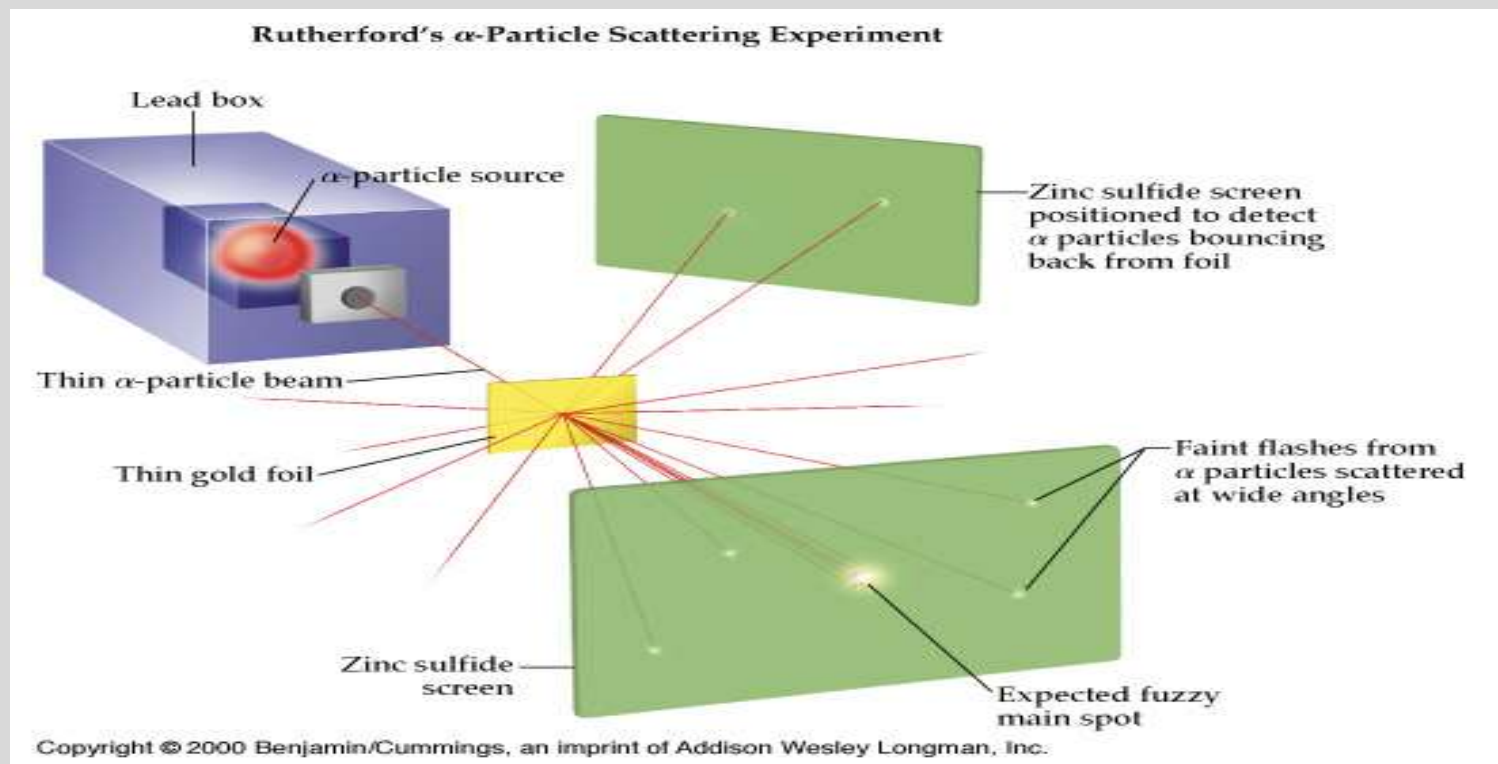 Rutherford's α-Particle Scattering Experiment
Lead box
α-particle source
Zinc sulfide screen
positioned to detect
α particles bouncing
back from foil
Thin α-particle beam
Thin gold foil
Faint flashes from
α particles scattered
at wide angles
Zinc sulfide
screen
Expected fuzzy
main spot
Copyright © 2000 Benjamin/Cummings, an imprint of Addison Wesley Longman, Inc.